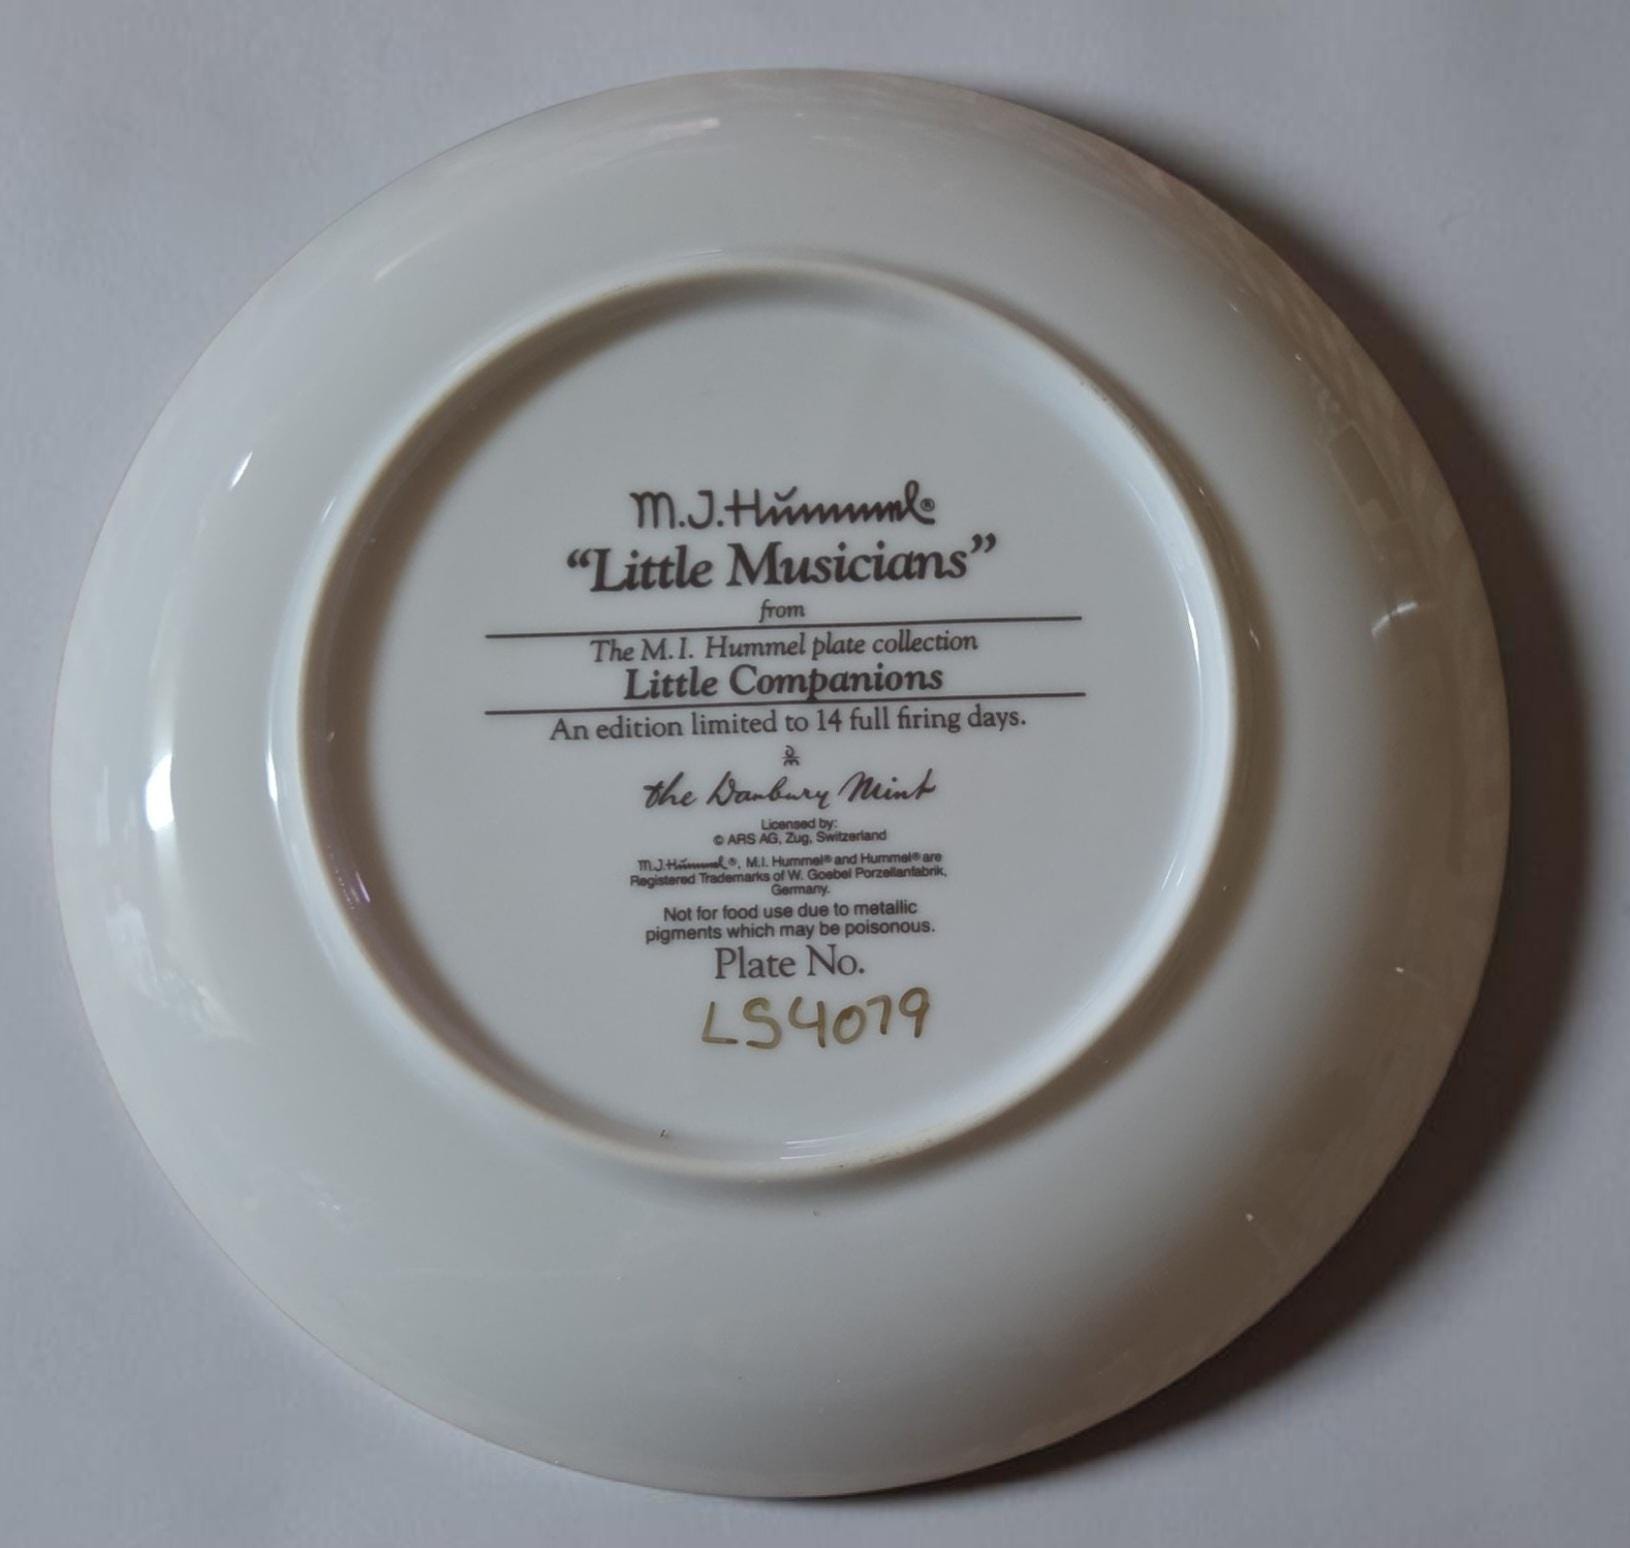 M.J.Hummel®
“Little Musicians”
from
The M.I. Hummel plate collection
Little Companions
An edition limited to 14 full firing days.
the Danbury Mint
Licensed by:
© ARS AG, Zug, Switzerland
M.J.Hummel®, M.I. Hummel® and Hummel® are
Registered Trademarks of W. Goebel Porzellanfabrik,
Germany.
Not for food use due to metallic
pigments which may be poisonous.
Plate No.
LS4079